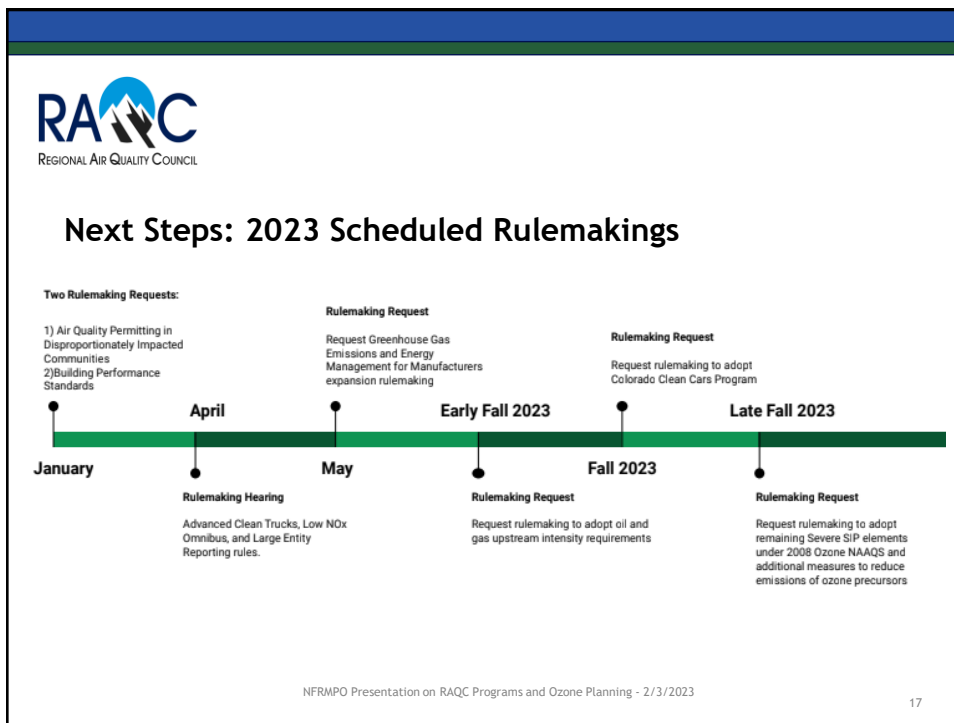 RAQC
REGIONAL AIR QUALITY COUNCIL
Next Steps: 2023 Scheduled Rulemakings
Two Rulemaking Requests:
1) Air Quality Permitting in
Disproportionately Impacted
Communities
2)Building Performance
Standards
January
April
Rulemaking Hearing
Advanced Clean Trucks, Low NOx
Omnibus, and Large Entity
Reporting rules.
Rulemaking Request
Request Greenhouse Gas
Emissions and Energy
Management for Manufacturers
expansion rulemaking
May
Early Fall 2023
Rulemaking Request
Request rulemaking to adopt oil and
gas upstream intensity requirements
Rulemaking Request
Request rulemaking to adopt
Colorado Clean Cars Program
Fall 2023
Late Fall 2023
Rulemaking Request
Request rulemaking to adopt
remaining Severe SIP elements
under 2008 Ozone NAAQS and
additional measures to reduce
emissions of ozone precursors
NFRMPO Presentation on RAQC Programs and Ozone Planning - 2/3/2023
17